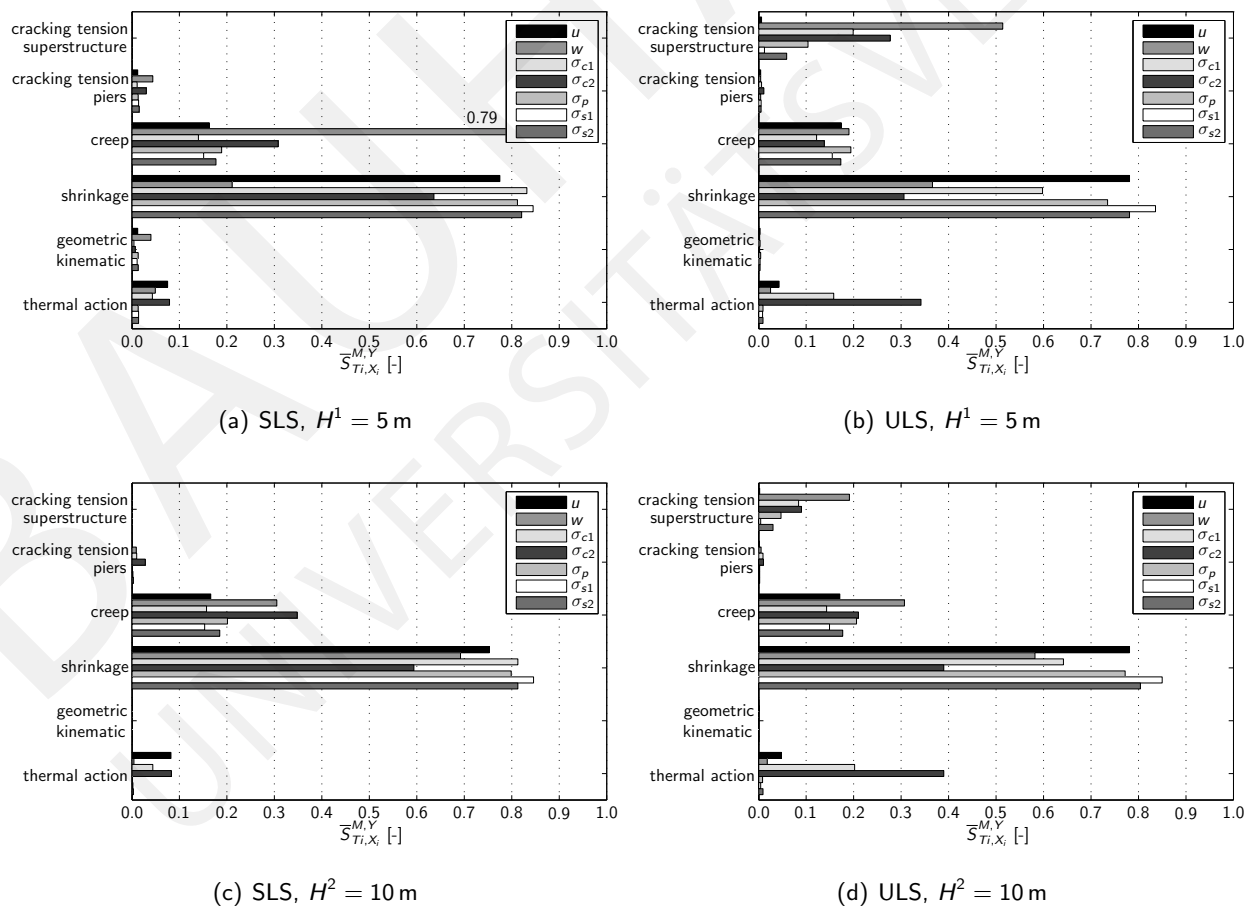 cracking tension
superstructure
cracking tension
piers
creep
shrinkage
geometric
kinematic
thermal action
0.79
u
w
σc1
σc2
σp
σs1
σs2
0.0 0.1 0.2 0.3 0.4 0.5 0.6 0.7 0.8 0.9 1.0
S̅^{M,Y}_{Ti,X_i} [-]
(a) SLS, H¹ = 5 m
cracking tension
superstructure
cracking tension
piers
creep
shrinkage
geometric
kinematic
thermal action
u
w
σc1
σc2
σp
σs1
σs2
0.0 0.1 0.2 0.3 0.4 0.5 0.6 0.7 0.8 0.9 1.0
S̅^{M,Y}_{Ti,X_i} [-]
(b) ULS, H¹ = 5 m
cracking tension
superstructure
cracking tension
piers
creep
shrinkage
geometric
kinematic
thermal action
u
w
σc1
σc2
σp
σs1
σs2
0.0 0.1 0.2 0.3 0.4 0.5 0.6 0.7 0.8 0.9 1.0
S̅^{M,Y}_{Ti,X_i} [-]
(c) SLS, H² = 10 m
cracking tension
superstructure
cracking tension
piers
creep
shrinkage
geometric
kinematic
thermal action
u
w
σc1
σc2
σp
σs1
σs2
0.0 0.1 0.2 0.3 0.4 0.5 0.6 0.7 0.8 0.9 1.0
S̅^{M,Y}_{Ti,X_i} [-]
(d) ULS, H² = 10 m
BAUH
UNIVERSITÄTSV